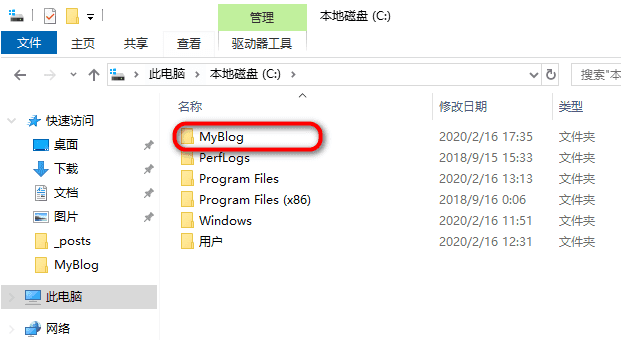 管理
本地磁盘 (C:)
文件
主页
共享
查看
驱动器工具
此电脑
本地磁盘 (C:)
搜索"本
名称
修改日期
类型
快速访问
桌面
下载
文档
图片
_posts
MyBlog
此电脑
网络
MyBlog 2020/2/16 17:35 文件夹
PerfLogs 2018/9/15 15:33 文件夹
Program Files 2020/2/16 13:13 文件夹
Program Files (x86) 2018/9/16 0:06 文件夹
Windows 2020/2/16 11:51 文件夹
用户 2020/2/16 12:31 文件夹